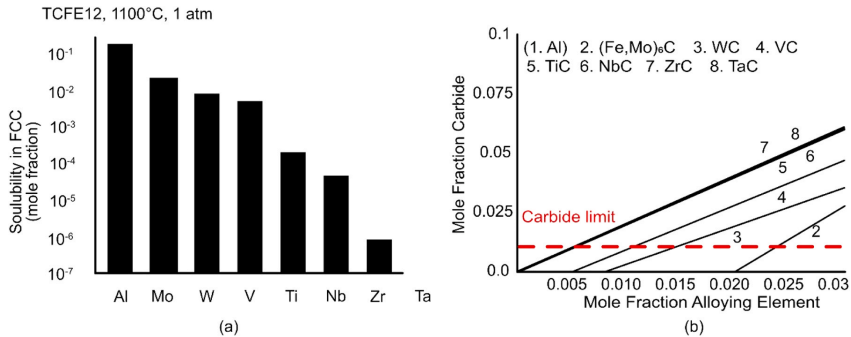 TCFE12, 1100°C, 1 atm
Soulubility in FCC
(mole fraction)
10⁻¹
10⁻²
10⁻³
10⁻⁴
10⁻⁵
10⁻⁶
10⁻⁷
Al Mo W V Ti Nb Zr Ta
(a)
Mole Fraction Carbide
0.1
0.075
0.05
0.025
0.0
(1. Al) 2. (Fe,Mo)₆C 3. WC 4. VC
5. TiC 6. NbC 7. ZrC 8. TaC
7 8
5 6
4
3 2
Carbide limit
0.005 0.010 0.015 0.020 0.025 0.03
Mole Fraction Alloying Element
(b)